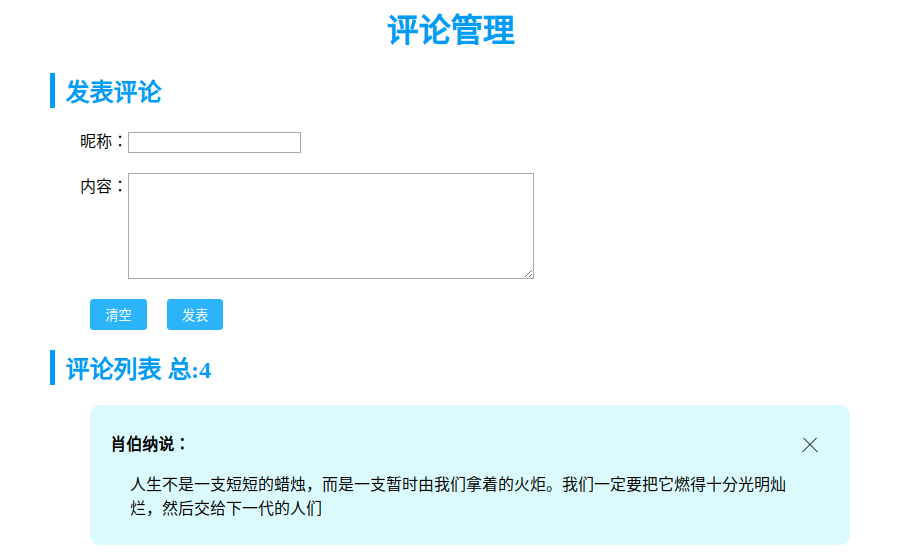 评论管理
发表评论
昵称：
内容：
清空 发表
评论列表 总:4
肖伯纳说：
人生不是一支短短的蜡烛，而是一支暂时由我们拿着的火炬。我们一定要把它燃得十分光明灿
烂，然后交给下一代的人们